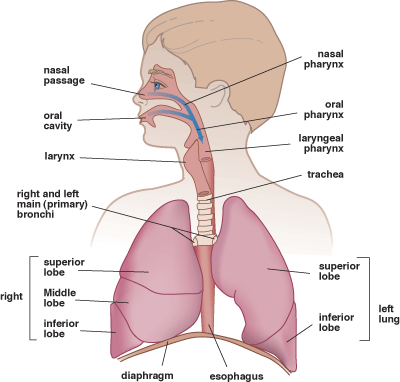 nasal
passage
oral
cavity
larynx
right and left
main (primary)
bronchi
nasal
pharynx
oral
pharynx
laryngeal
pharynx
trachea
right
superior
lobe
Middle
lobe
inferior
lobe
superior
lobe
inferior
lobe
left
lung
diaphragm
esophagus